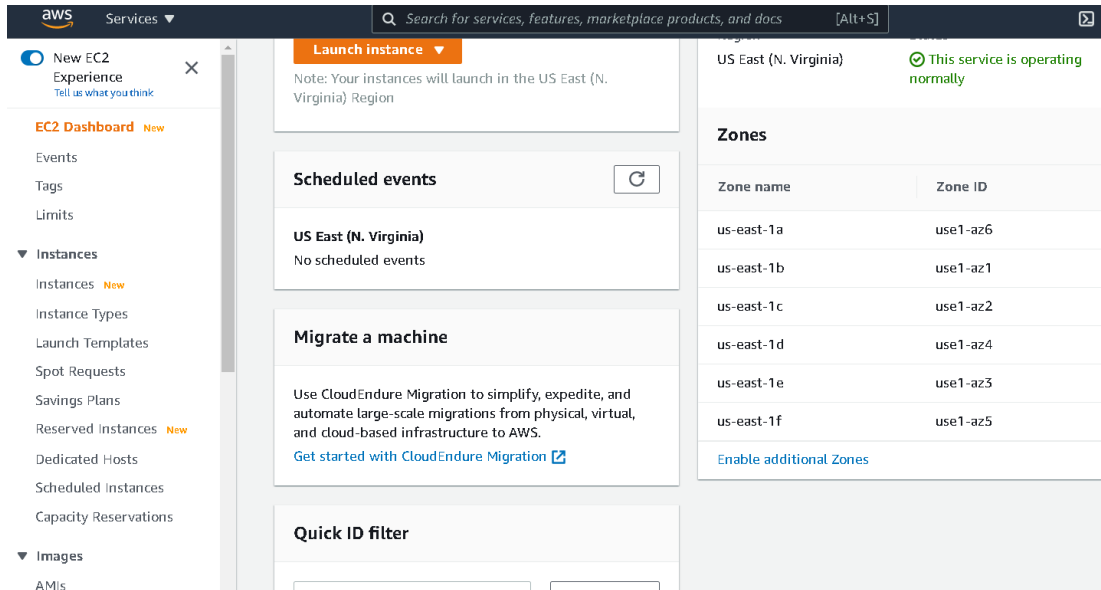 aws
Services ▼
Search for services, features, marketplace products, and docs
[Alt+S]
New EC2
Experience
Tell us what you think
EC2 Dashboard New
Events
Tags
Limits
▼ Instances
Instances New
Instance Types
Launch Templates
Spot Requests
Savings Plans
Reserved Instances New
Dedicated Hosts
Scheduled Instances
Capacity Reservations
▼ Images
AMIs
Launch instance ▼
Note: Your instances will launch in the US East (N.
Virginia) Region
Scheduled events
US East (N. Virginia)
No scheduled events
Migrate a machine
Use CloudEndure Migration to simplify, expedite, and
automate large-scale migrations from physical, virtual,
and cloud-based infrastructure to AWS.
Get started with CloudEndure Migration
Quick ID filter
US East (N. Virginia)
This service is operating
normally
Zones
Zone name Zone ID
us-east-1a use1-az6
us-east-1b use1-az1
us-east-1c use1-az2
us-east-1d use1-az4
us-east-1e use1-az3
us-east-1f use1-az5
Enable additional Zones